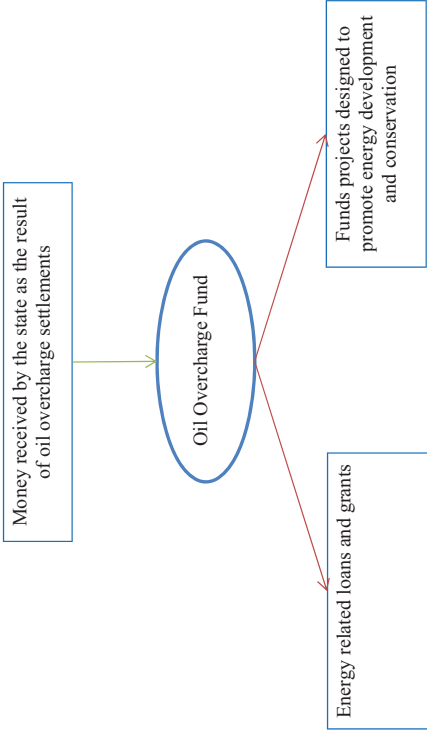 Money received by the state as the result
of oil overcharge settlements
Oil Overcharge Fund
Energy related loans and grants
Funds projects designed to
promote energy development
and conservation